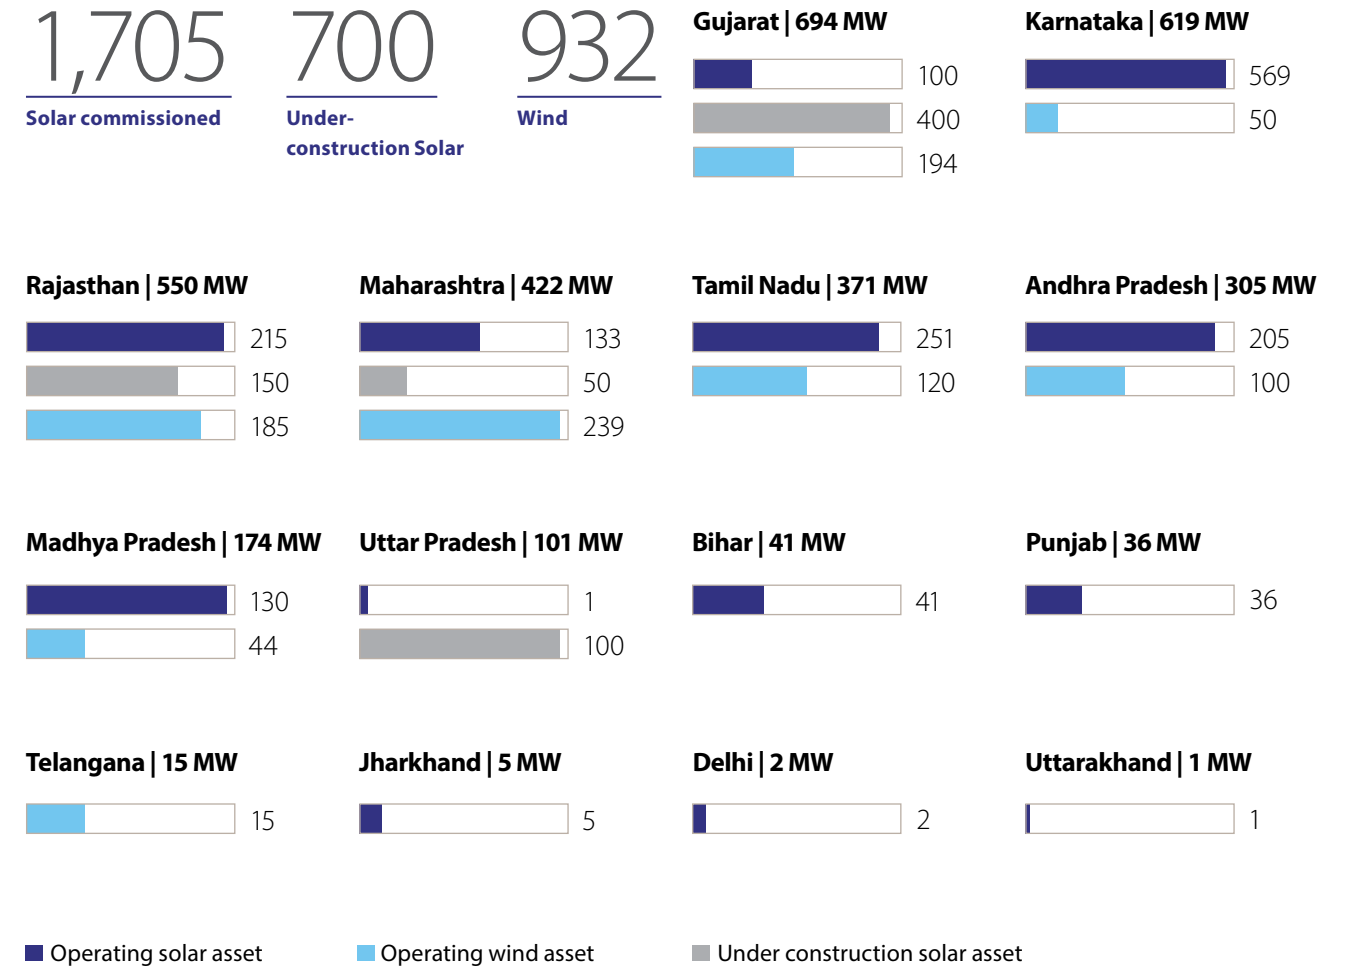 1,705
Solar commissioned
700
Under-
construction Solar
932
Wind
Gujarat | 694 MW
100
400
194
Karnataka | 619 MW
569
50
Rajasthan | 550 MW
215
150
185
Maharashtra | 422 MW
133
50
239
Tamil Nadu | 371 MW
251
120
Andhra Pradesh | 305 MW
205
100
Madhya Pradesh | 174 MW
130
44
Uttar Pradesh | 101 MW
1
100
Bihar | 41 MW
41
Punjab | 36 MW
36
Telangana | 15 MW
15
Jharkhand | 5 MW
5
Delhi | 2 MW
2
Uttarakhand | 1 MW
1
Operating solar asset
Operating wind asset
Under construction solar asset